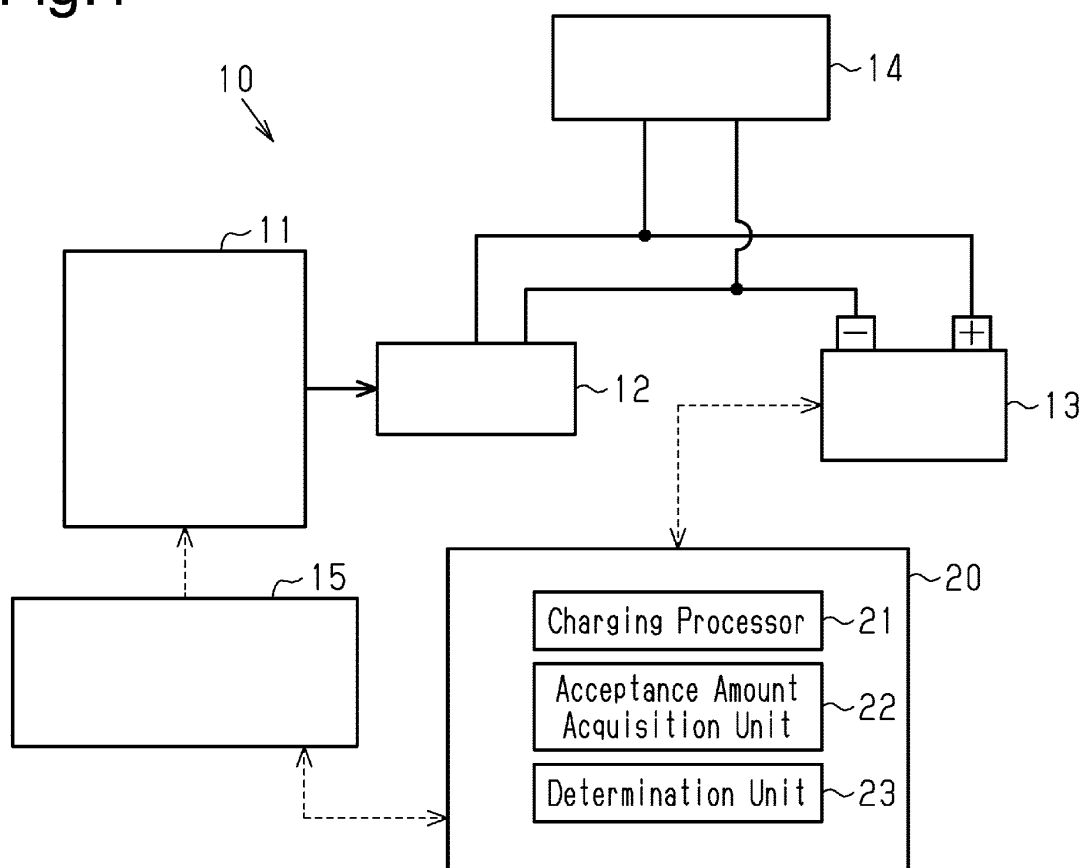 Fig.1
10
14
11
12
−
+
13
15
20
Charging Processor
21
Acceptance Amount
Acquisition Unit
22
Determination Unit
23